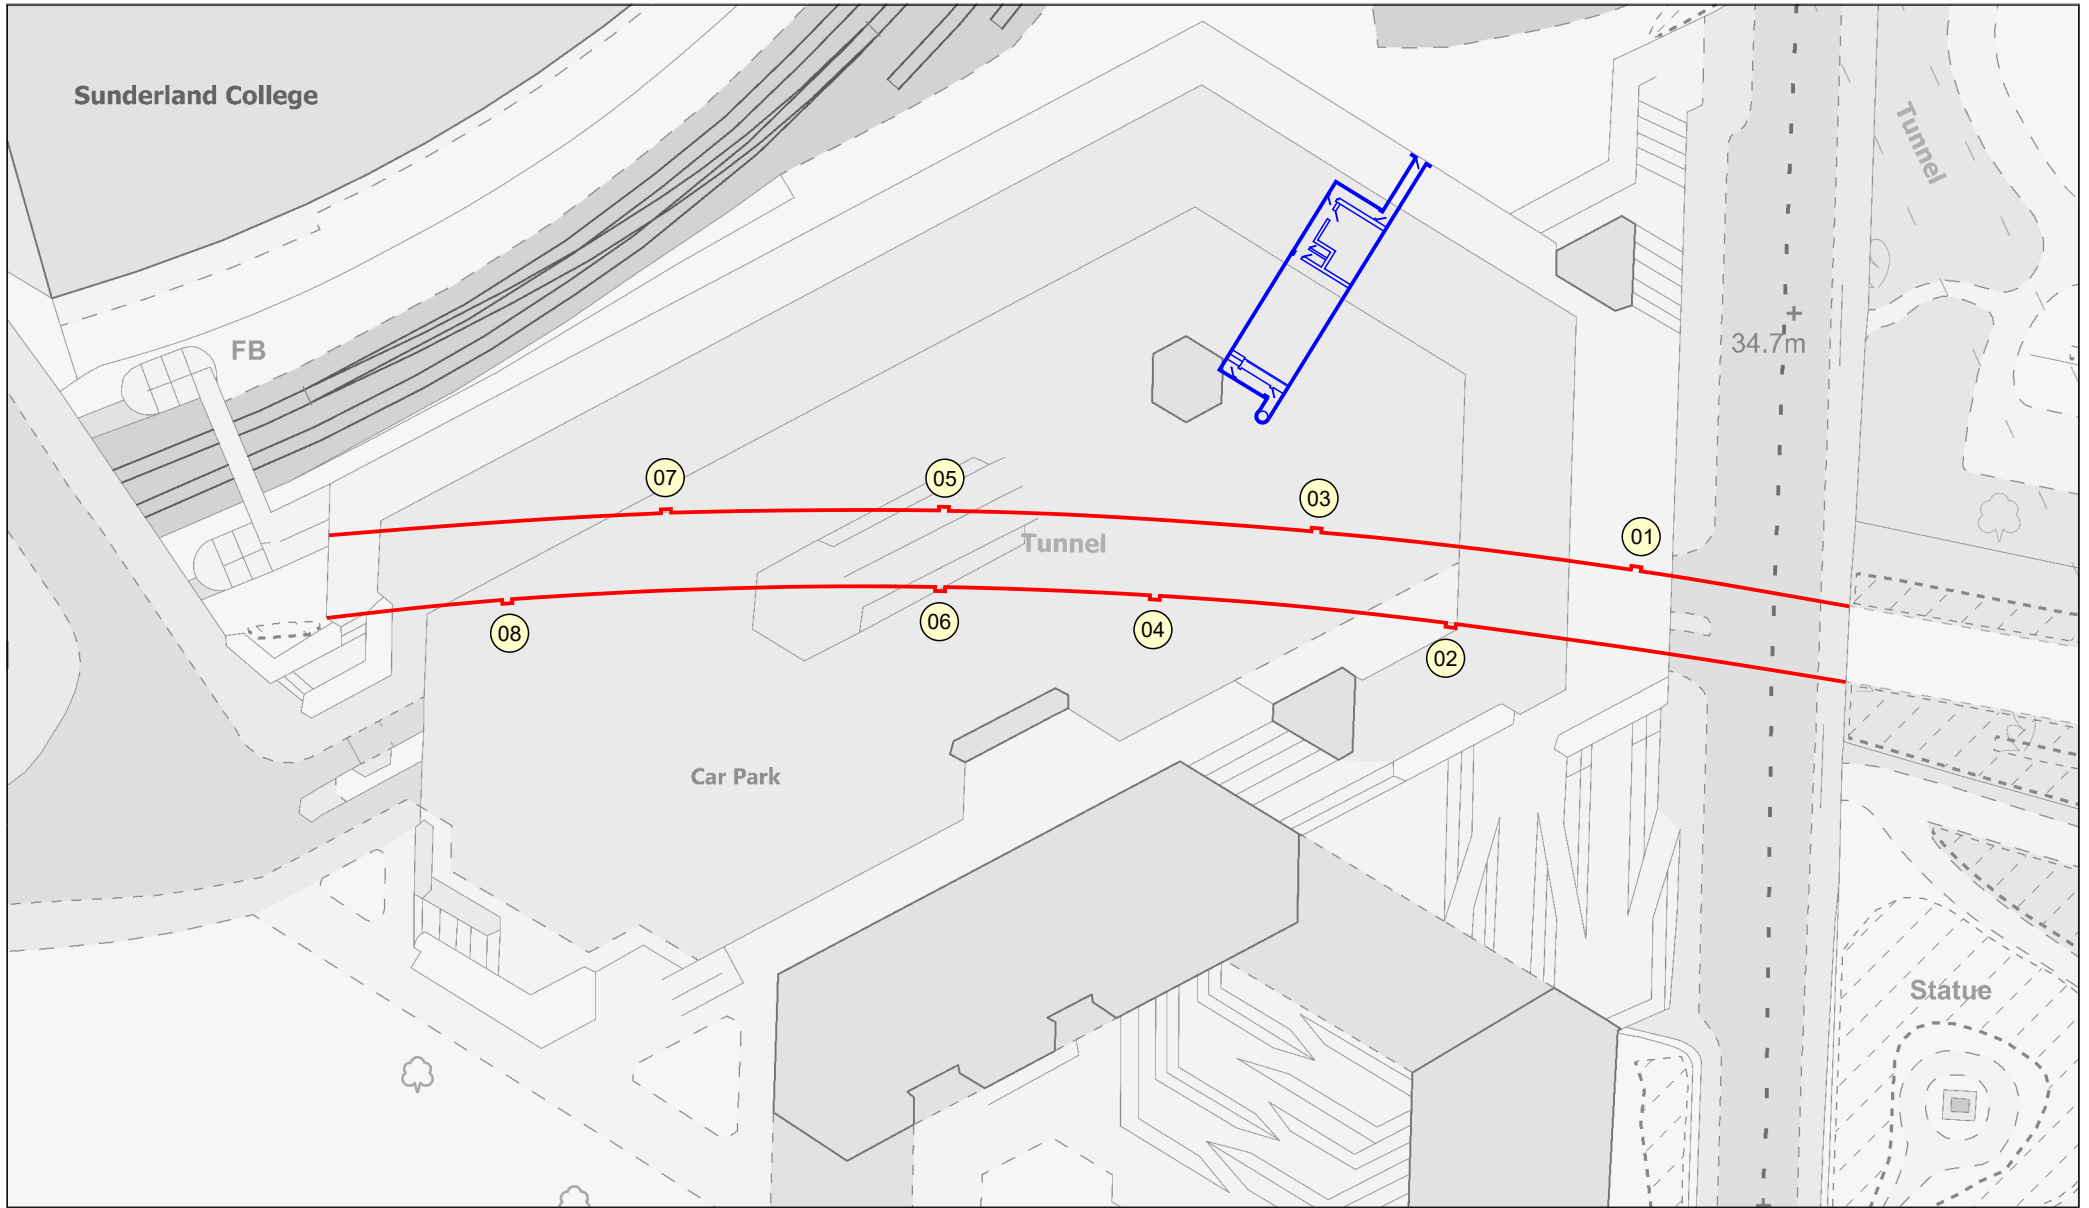 Sunderland College
Tunnel
FB
34.7m
07
05
03
01
Tunnel
08
06
04
02
Car Park
Statue